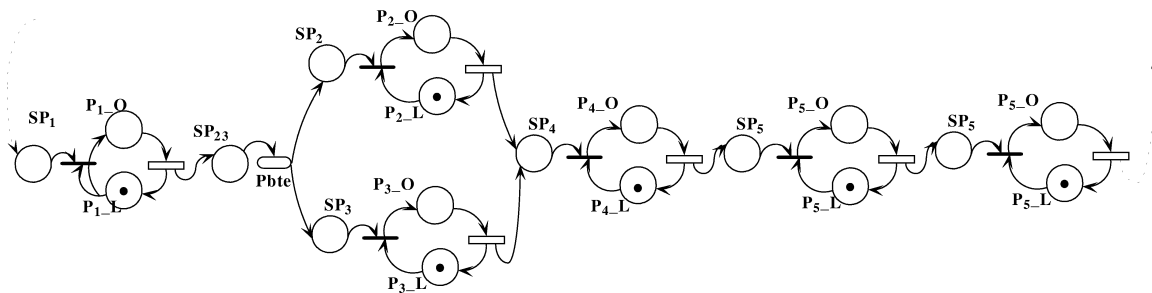 SP1
P1_O
P1_L
SP23
Pbte
SP2
P2_O
P2_L
SP3
P3_O
P3_L
SP4
P4_O
P4_L
SP5
P5_O
P5_L
SP5
P5_O
P5_L